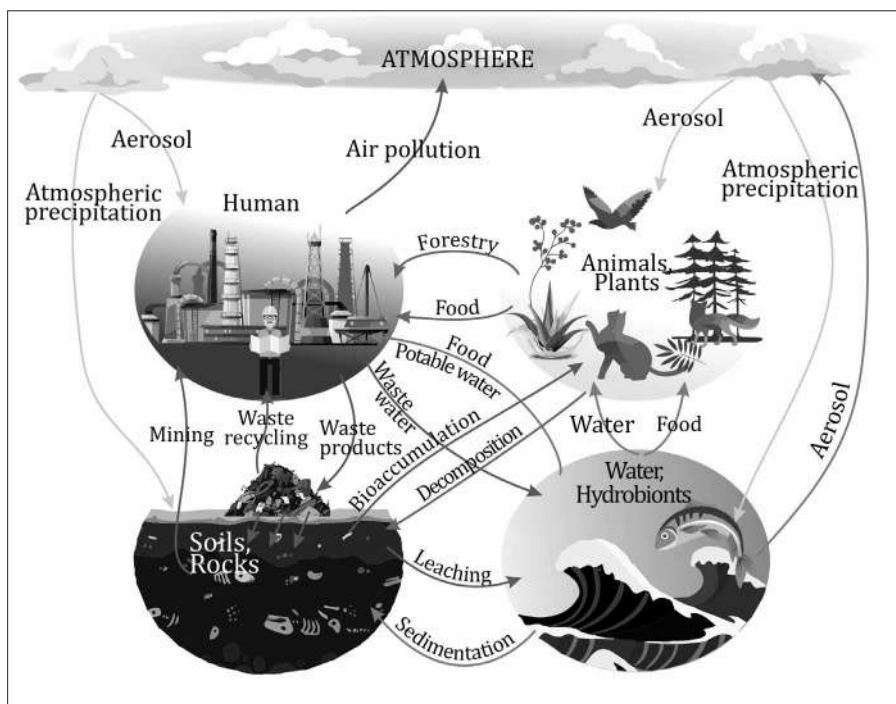 ATMOSPHERE
Aerosol
Aerosol
Air pollution
Atmospheric
precipitation
Atmospheric
precipitation
Human
Forestry
Animals,
Plants
Food
Food
Potable water
Waste
water
Mining
Waste
recycling
Waste
products
Bioaccumulation
Decomposition
Water
Food
Aerosol
Water,
Hydrobionts
Soils,
Rocks
Leaching
Sedimentation